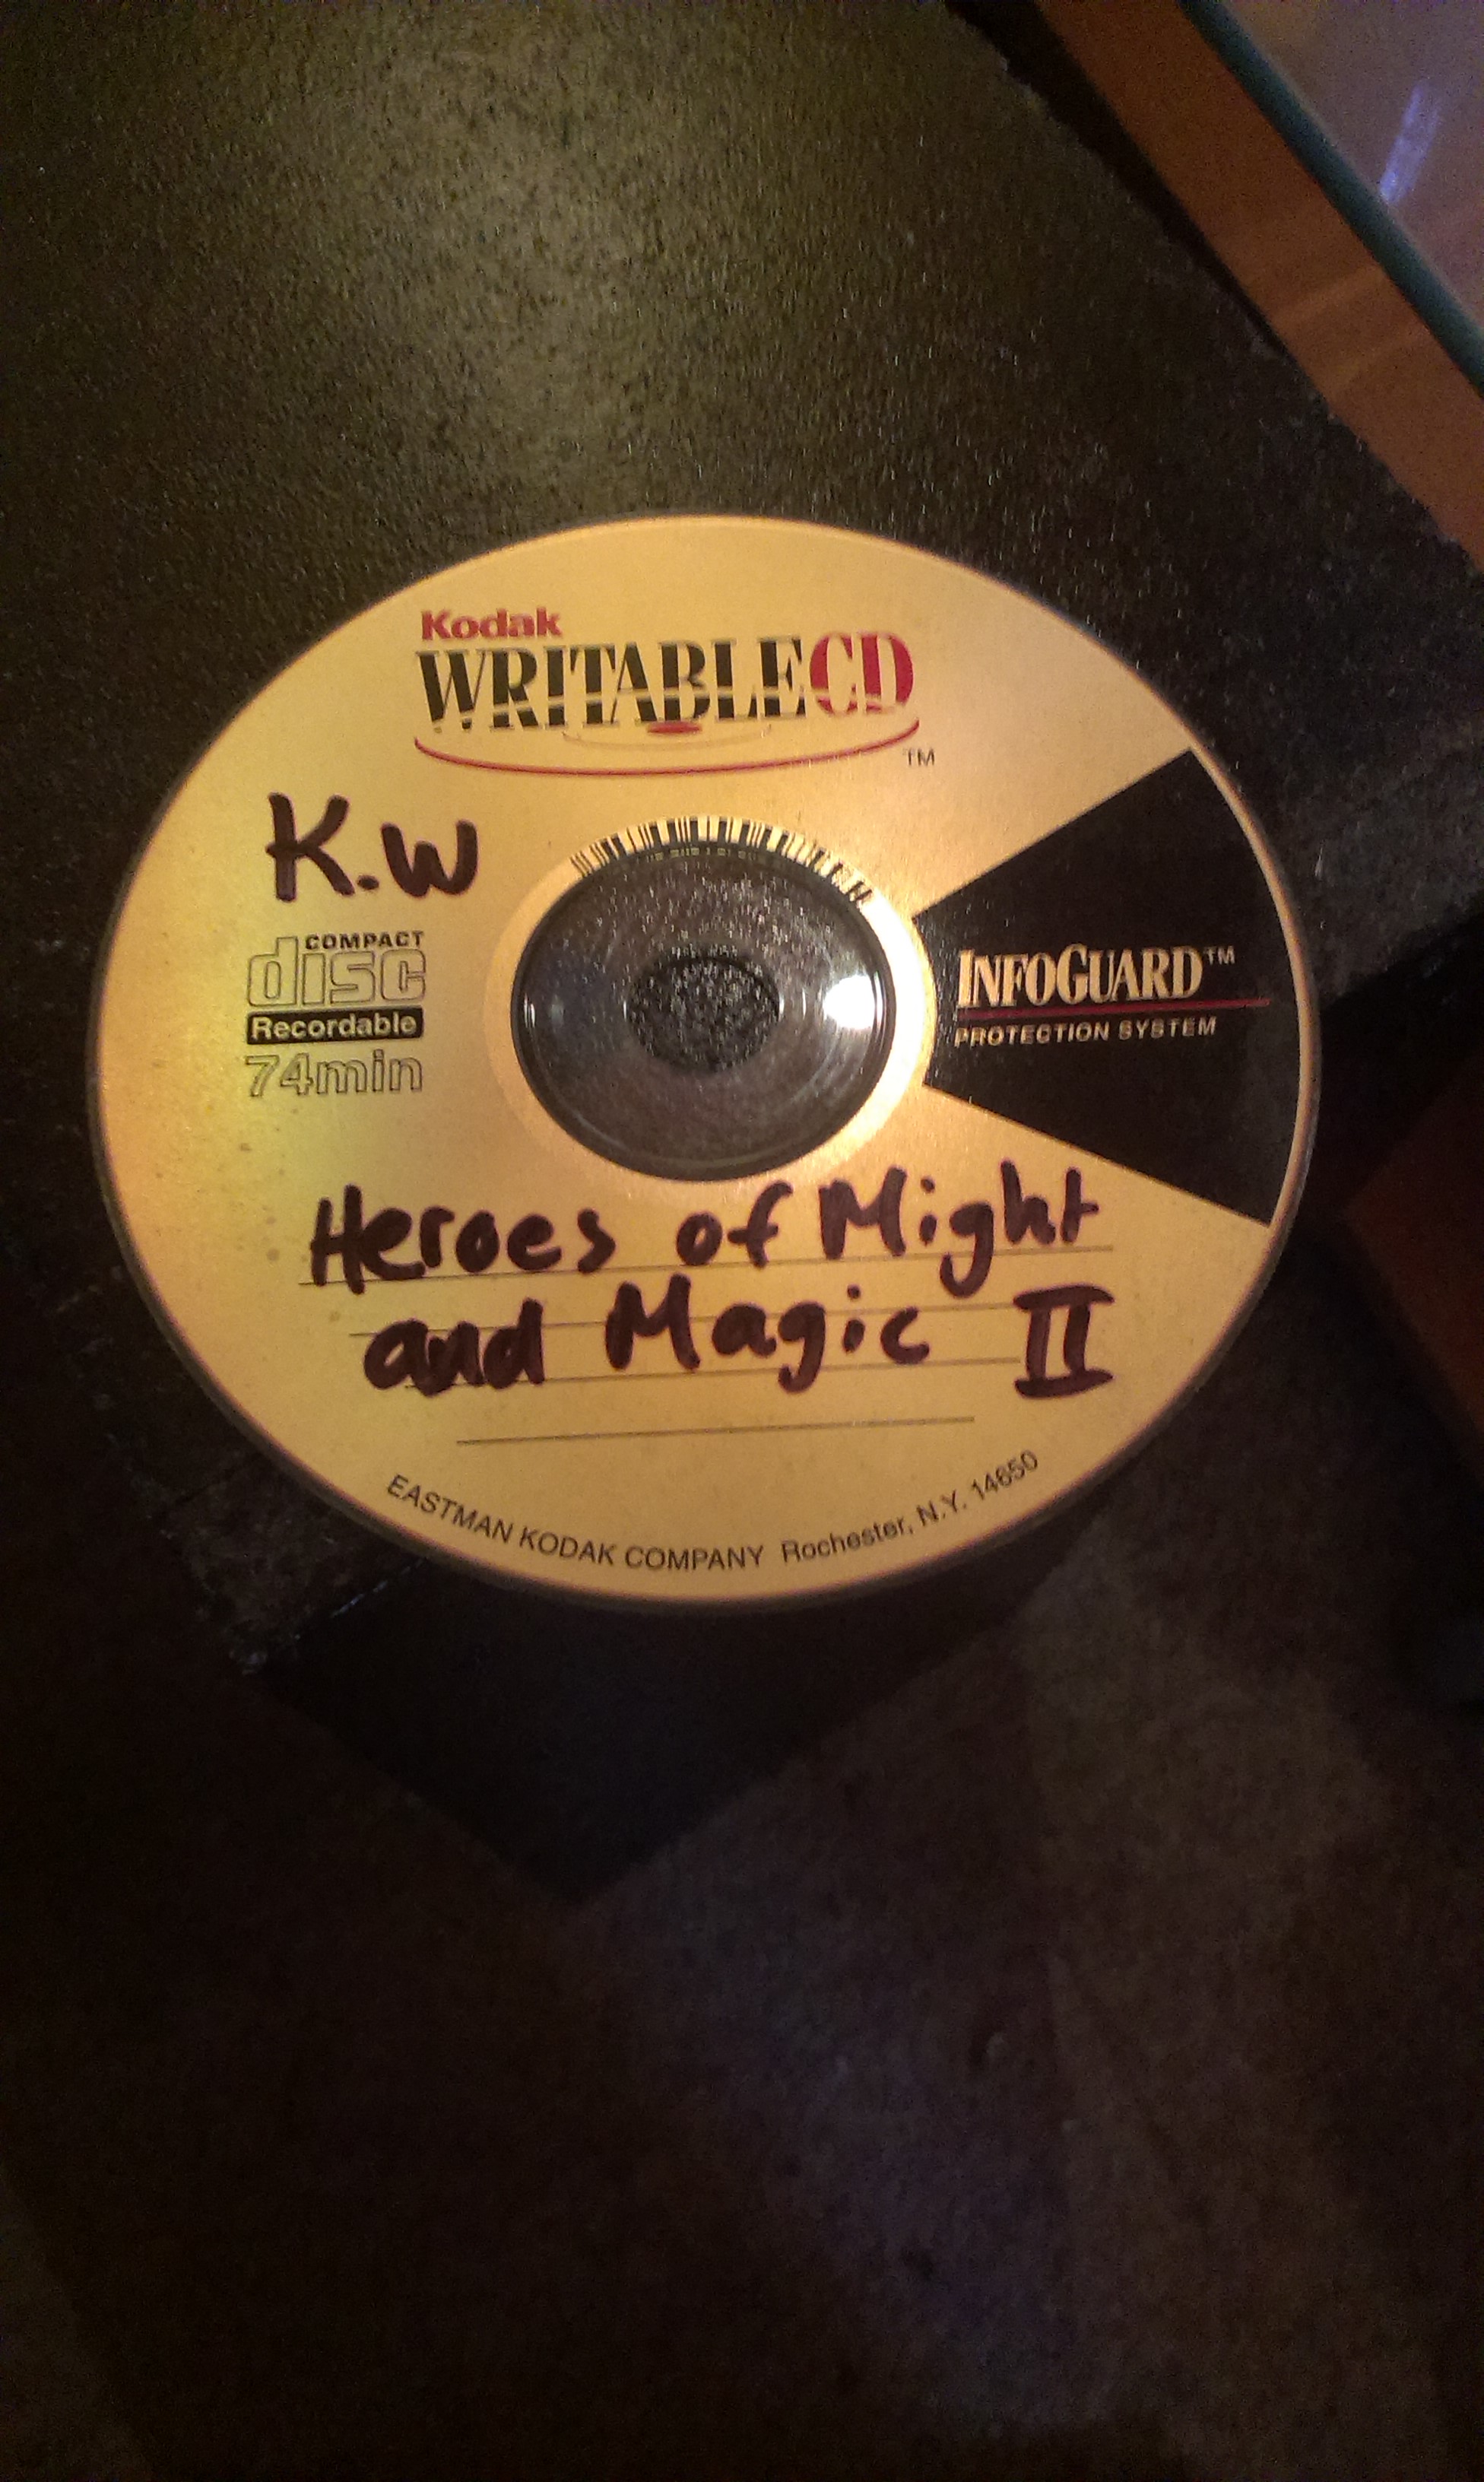 Kodak
WRITABLECD
TM
K.W
COMPACT
disc
Recordable
74min
INFOGUARD™
PROTECTION SYSTEM
Heroes of Might
and Magic II
EASTMAN KODAK COMPANY Rochester, N.Y. 14650